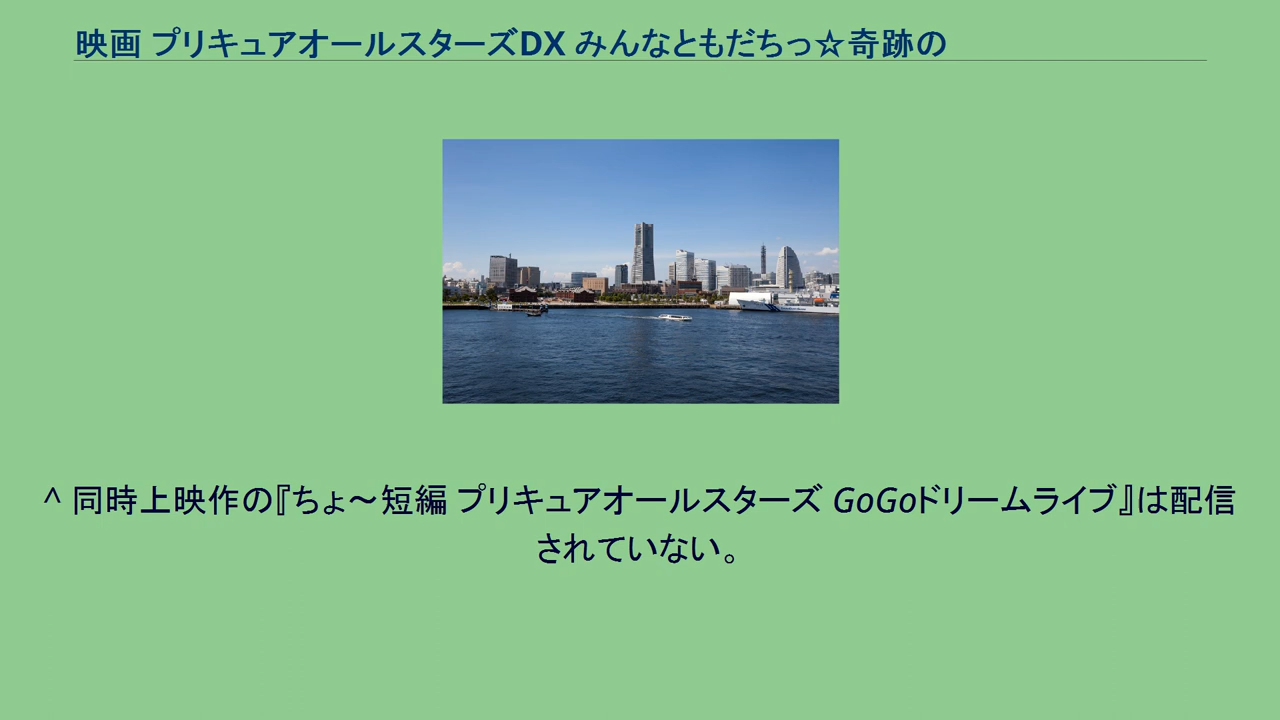 映画 プリキュアオールスターズDX みんなともだちっ☆奇跡の
^ 同時上映作の『ちょ〜短編 プリキュアオールスターズ GoGoドリームライブ』は配信
されていない。